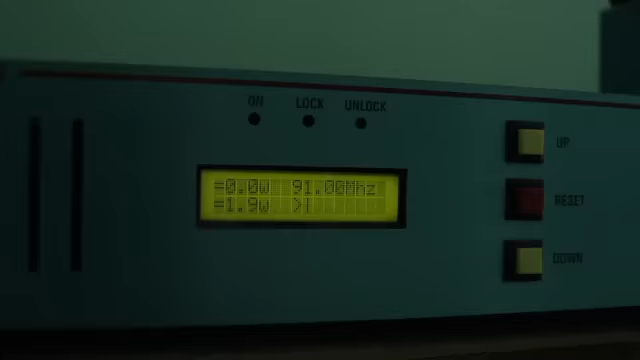 ON LOCK UNLOCK
=0.0w 91.00Mhz
=1.9w
UP
RESET
DOWN